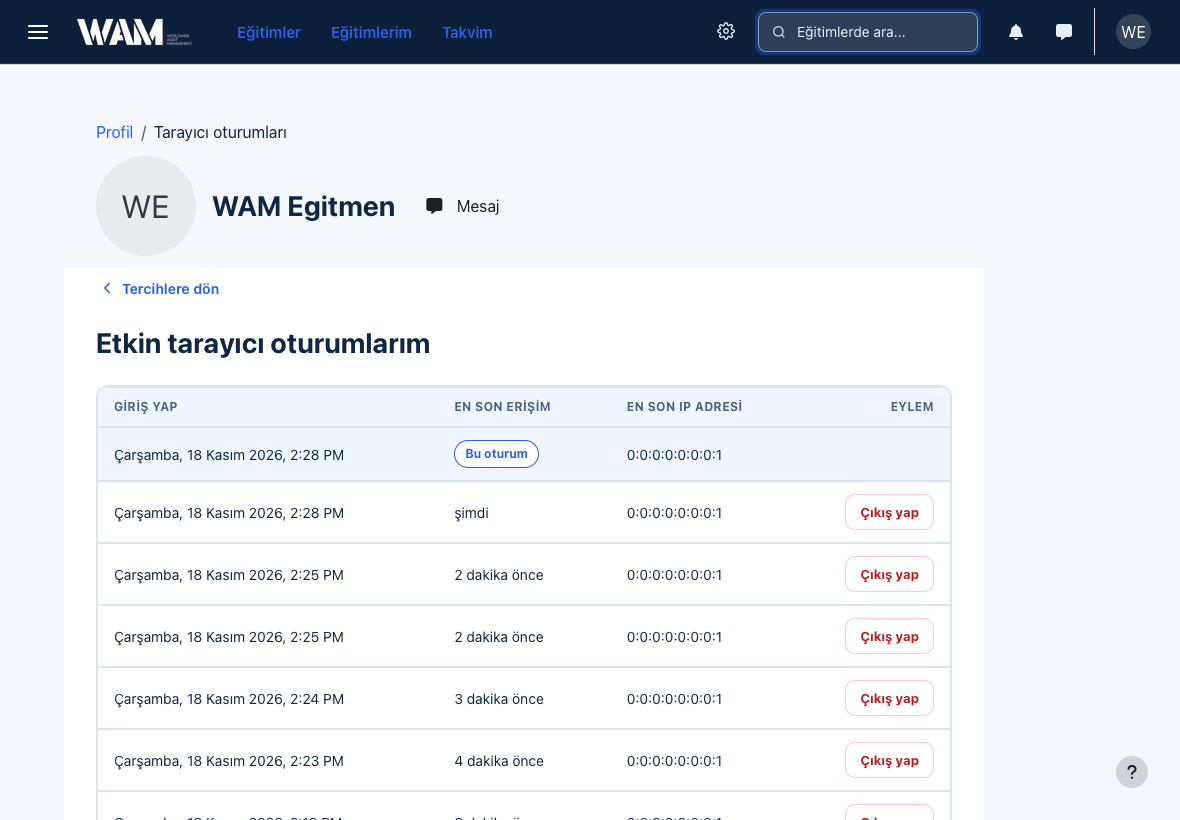 WAM WORLDWIDE ASSET MANAGEMENT
Eğitimler Eğitimlerim Takvim Eğitimlerde ara... WE
Profil / Tarayıcı oturumları
WE WAM Egitmen Mesaj
Tercihlere dön
Etkin tarayıcı oturumlarım
GİRİŞ YAP EN SON ERİŞİM EN SON IP ADRESİ EYLEM
Çarşamba, 18 Kasım 2026, 2:28 PM Bu oturum 0:0:0:0:0:0:0:1
Çarşamba, 18 Kasım 2026, 2:28 PM şimdi 0:0:0:0:0:0:0:1 Çıkış yap
Çarşamba, 18 Kasım 2026, 2:25 PM 2 dakika önce 0:0:0:0:0:0:0:1 Çıkış yap
Çarşamba, 18 Kasım 2026, 2:25 PM 2 dakika önce 0:0:0:0:0:0:0:1 Çıkış yap
Çarşamba, 18 Kasım 2026, 2:24 PM 3 dakika önce 0:0:0:0:0:0:0:1 Çıkış yap
Çarşamba, 18 Kasım 2026, 2:23 PM 4 dakika önce 0:0:0:0:0:0:0:1 Çıkış yap
?